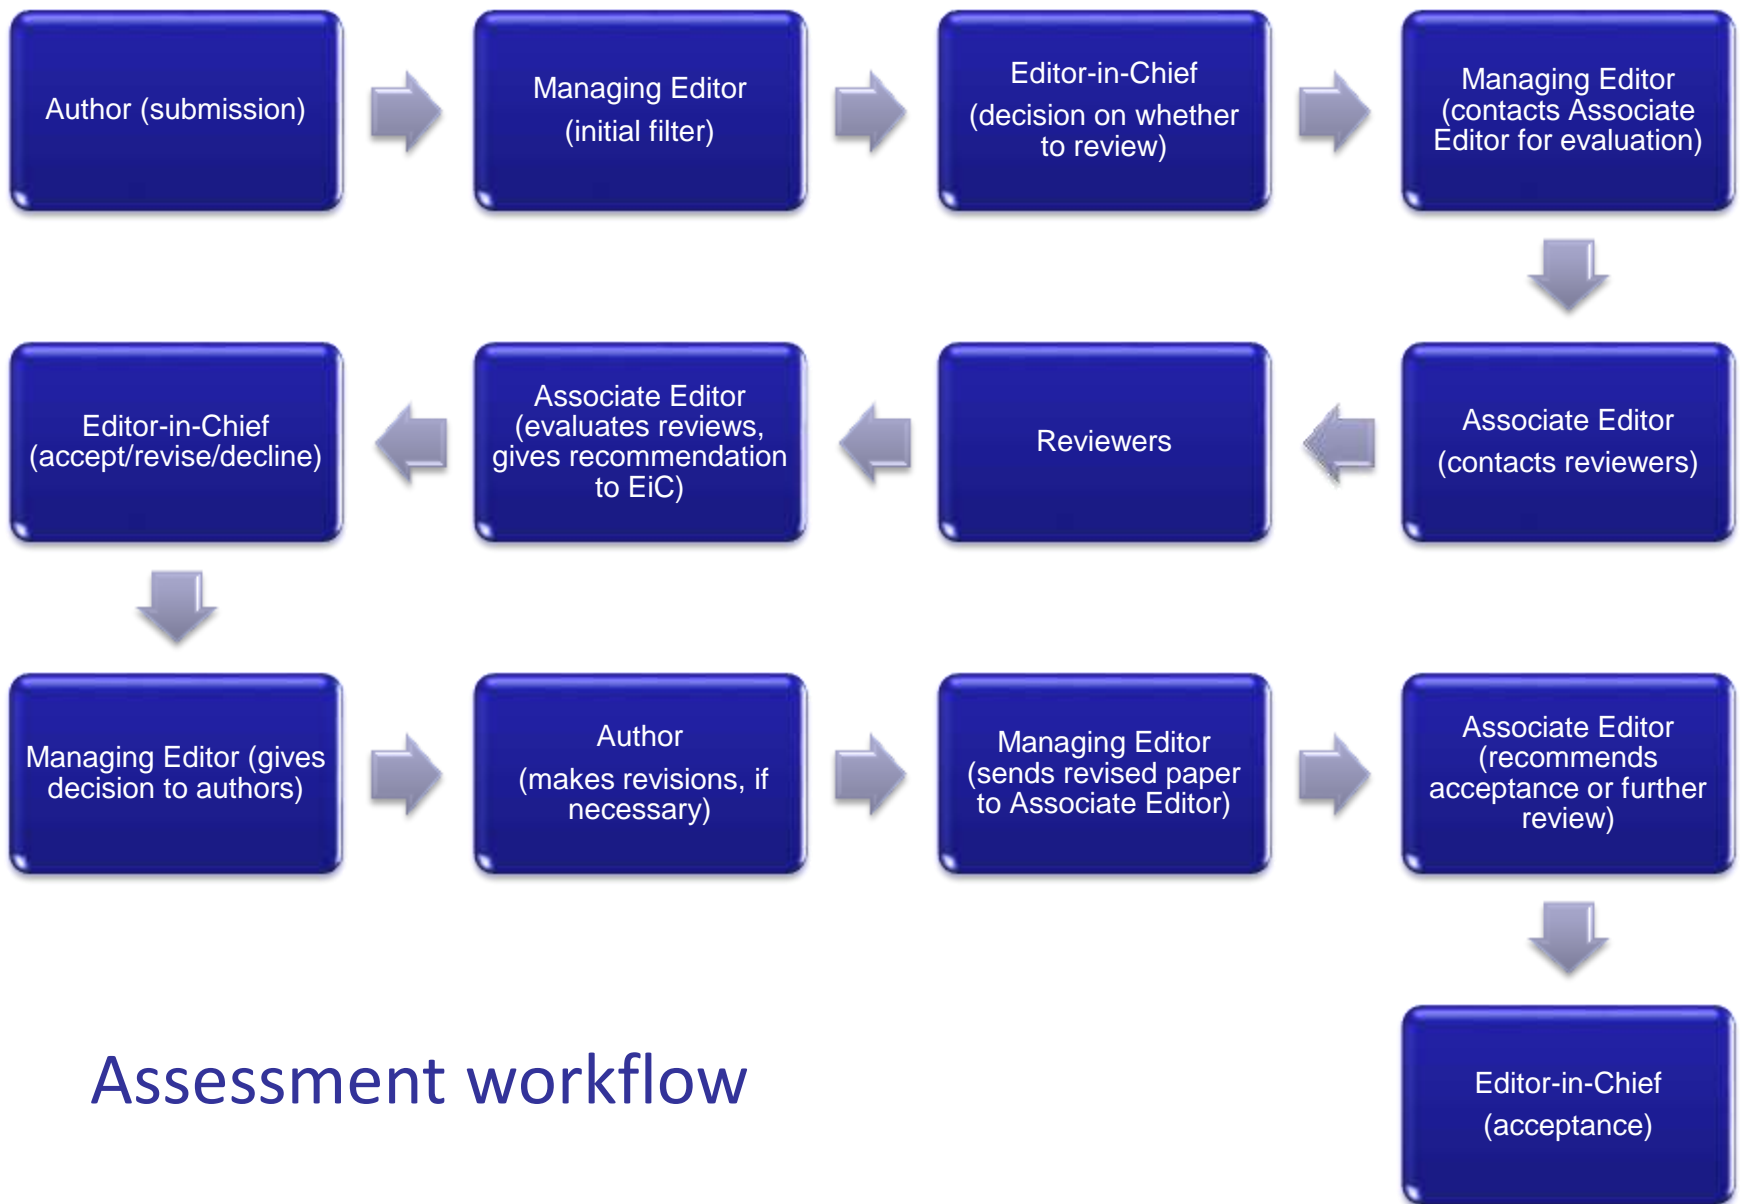 Author (submission)
Managing Editor
(initial filter)
Editor-in-Chief
(decision on whether
to review)
Managing Editor
(contacts Associate
Editor for evaluation)
Associate Editor
(contacts reviewers)
Reviewers
Associate Editor
(evaluates reviews,
gives recommendation
to EiC)
Editor-in-Chief
(accept/revise/decline)
Managing Editor (gives
decision to authors)
Author
(makes revisions, if
necessary)
Managing Editor
(sends revised paper
to Associate Editor)
Associate Editor
(recommends
acceptance or further
review)
Editor-in-Chief
(acceptance)
Assessment workflow